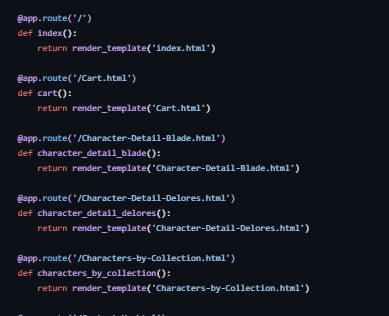 @app.route('/')
def index():
    return render_template('index.html')
@app.route('/Cart.html')
def cart():
    return render_template('Cart.html')
@app.route('/Character-Detail-Blade.html')
def character_detail_blade():
    return render_template('Character-Detail-Blade.html')
@app.route('/Character-Detail-Delores.html')
def character_detail_delores():
    return render_template('Character-Detail-Delores.html')
@app.route('/Characters-by-Collection.html')
def characters_by_collection():
    return render_template('Characters-by-Collection.html')